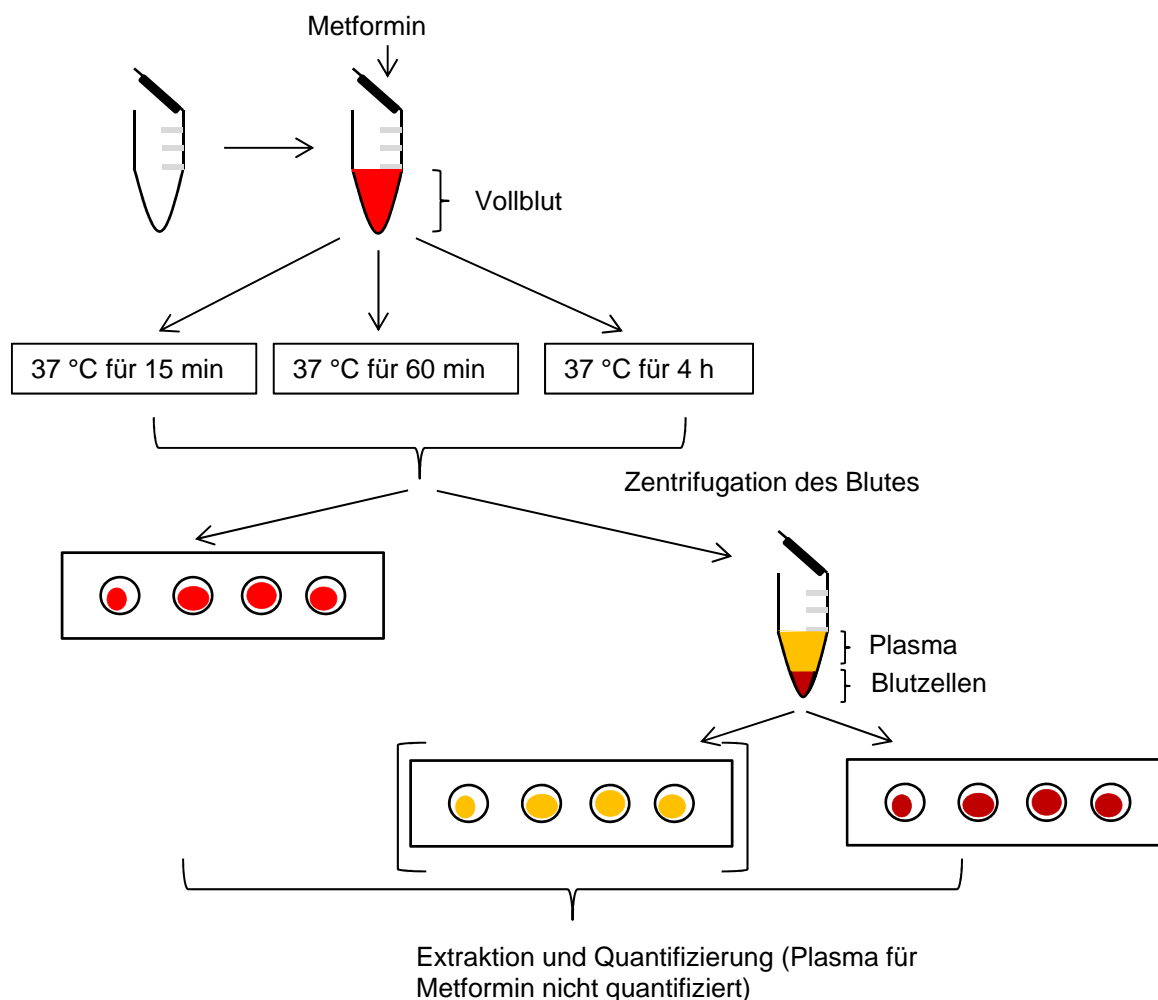 Metformin
Vollblut
37 °C für 15 min
37 °C für 60 min
37 °C für 4 h
Zentrifugation des Blutes
Plasma
Blutzellen
Extraktion und Quantifizierung (Plasma für
Metformin nicht quantifiziert)